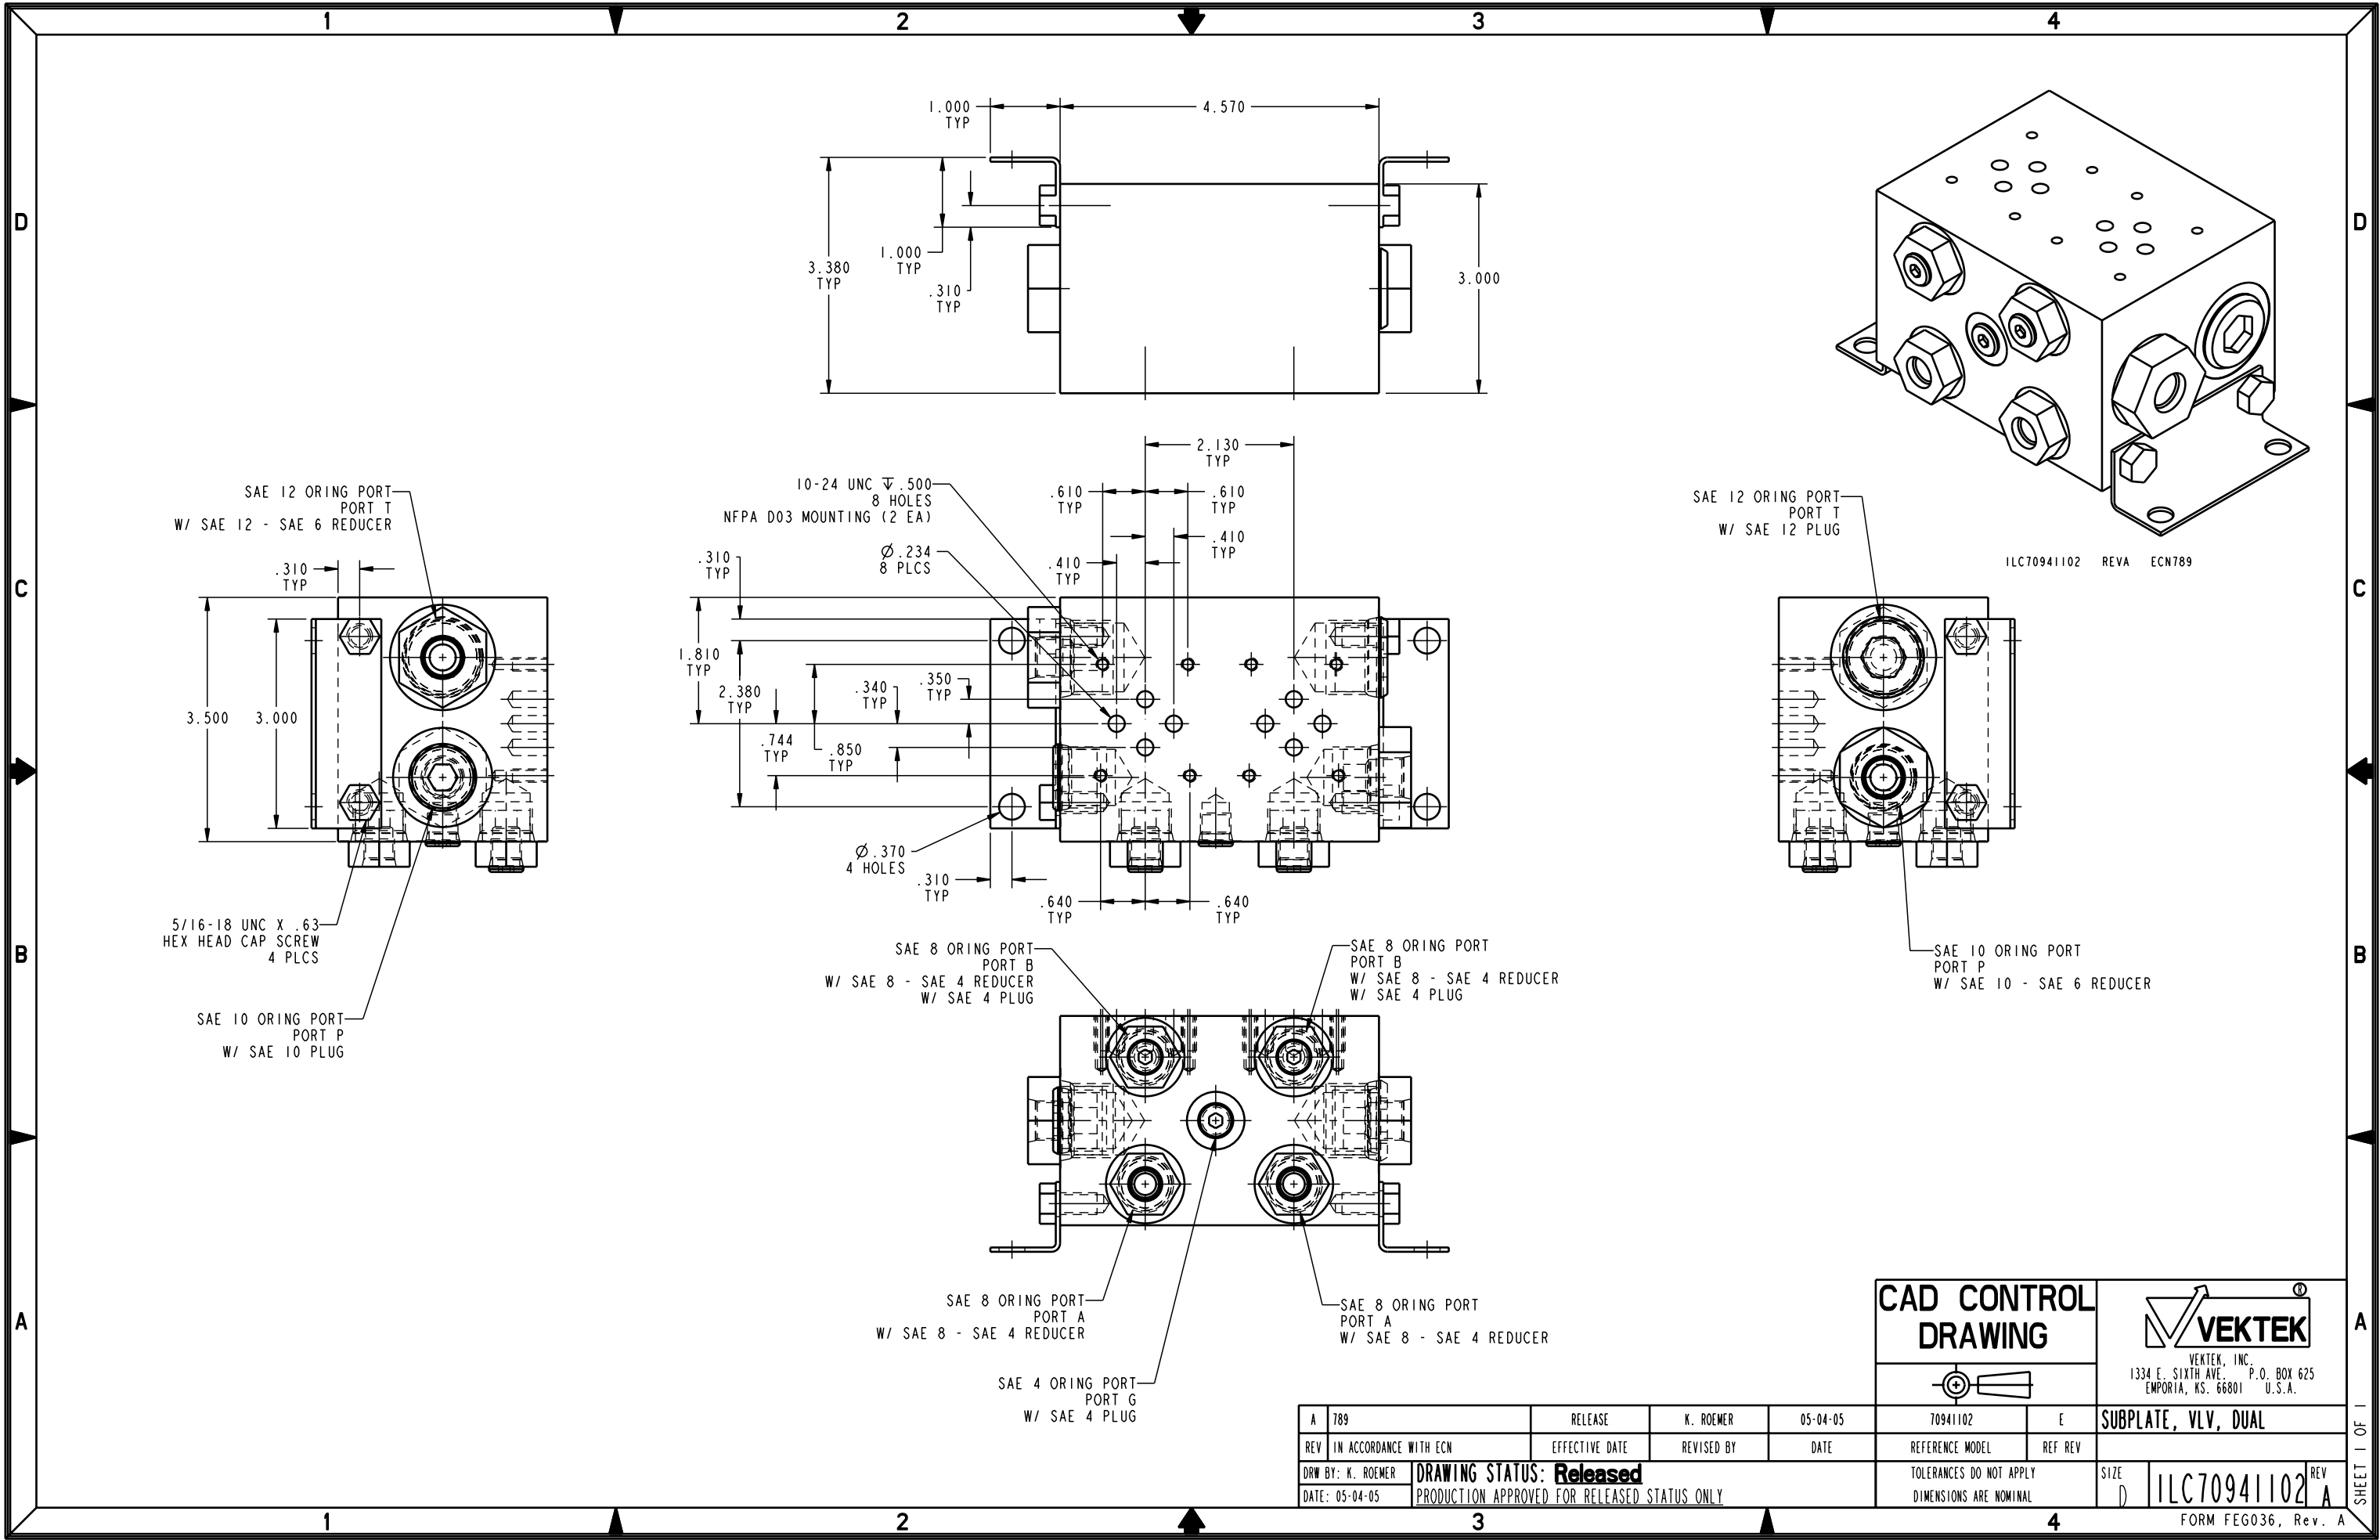 1
2
3
4
D
D
C
C
B
B
A
A
1.000
TYP
4.570
3.380
TYP
1.000
TYP
.310
TYP
3.000
ILC70941102 REVA ECN789
SAE 12 ORING PORT
PORT T
W/ SAE 12 - SAE 6 REDUCER
.310
TYP
3.500
3.000
5/16-18 UNC X .63
HEX HEAD CAP SCREW
4 PLCS
SAE 10 ORING PORT
PORT P
W/ SAE 10 PLUG
10-24 UNC ↧ .500
8 HOLES
NFPA D03 MOUNTING (2 EA)
Ø.234
8 PLCS
2.130
TYP
.610
TYP
.610
TYP
.410
TYP
.410
TYP
.310
TYP
1.810
TYP
2.380
TYP
.744
TYP
.850
TYP
.340
TYP
.350
TYP
Ø.370
4 HOLES
.310
TYP
.640
TYP
.640
TYP
SAE 12 ORING PORT
PORT T
W/ SAE 12 PLUG
SAE 10 ORING PORT
PORT P
W/ SAE 10 - SAE 6 REDUCER
SAE 8 ORING PORT
PORT B
W/ SAE 8 - SAE 4 REDUCER
W/ SAE 4 PLUG
SAE 8 ORING PORT
PORT B
W/ SAE 8 - SAE 4 REDUCER
W/ SAE 4 PLUG
SAE 8 ORING PORT
PORT A
W/ SAE 8 - SAE 4 REDUCER
SAE 8 ORING PORT
PORT A
W/ SAE 8 - SAE 4 REDUCER
SAE 4 ORING PORT
PORT G
W/ SAE 4 PLUG
CAD CONTROL
DRAWING
®
VEKTEK
VEKTEK, INC.
1334 E. SIXTH AVE. P.O. BOX 625
EMPORIA, KS. 66801 U.S.A.
A 789 RELEASE K. ROEMER 05-04-05 70941102 E SUBPLATE, VLV, DUAL
REV IN ACCORDANCE WITH ECN EFFECTIVE DATE REVISED BY DATE REFERENCE MODEL REF REV
DRW BY: K. ROEMER
DATE: 05-04-05
DRAWING STATUS: Released
PRODUCTION APPROVED FOR RELEASED STATUS ONLY
TOLERANCES DO NOT APPLY
DIMENSIONS ARE NOMINAL
SIZE
D
ILC70941102
REV
A
SHEET 1 OF 1
FORM FEG036, Rev. A
1
2
3
4